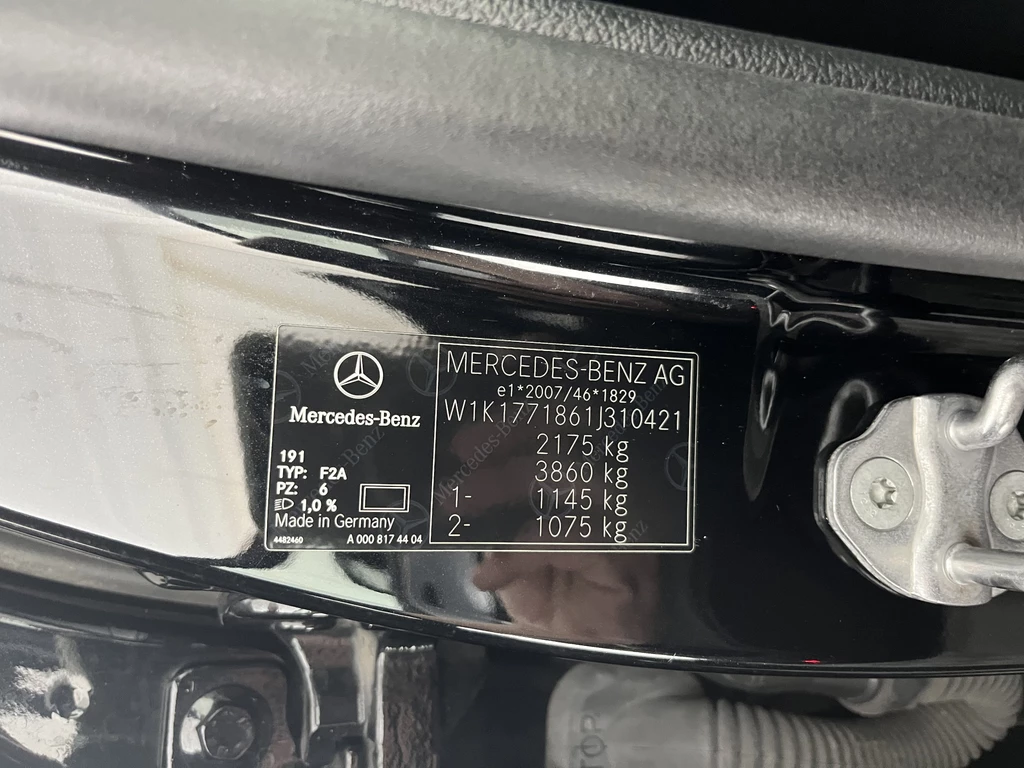 Mercedes-Benz
191
TYP: F2A
PZ: 6
1,0 %
Made in Germany
4482460
A 000 817 44 04
MERCEDES-BENZ AG
e1*2007/46*1829
W1K1771861J310421
2175 kg
3860 kg
1- 1145 kg
2- 1075 kg
TOP